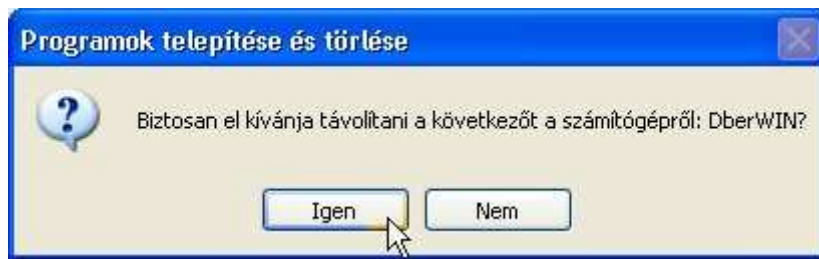 Programok telepítése és törlése
Biztosan el kívánja távolítani a következőt a számítógépről: DberWIN?
Igen
Nem